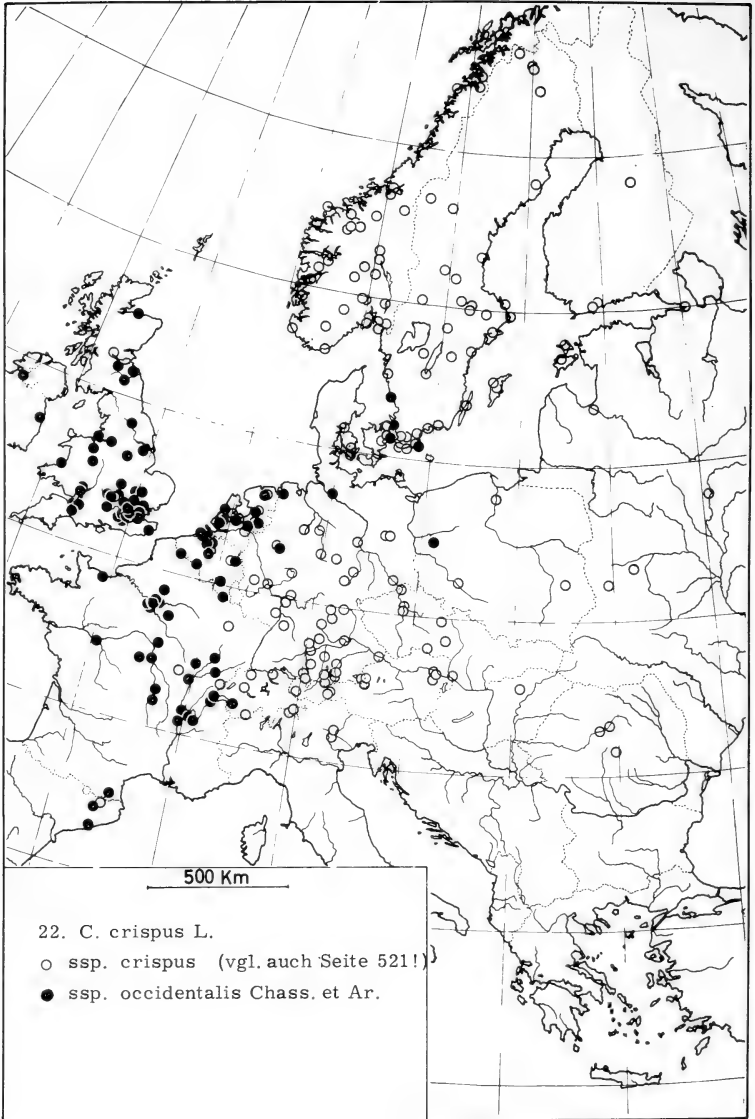 500 Km
22. C. crispus L.
○ ssp. crispus (vgl. auch Seite 521!)
● ssp. occidentalis Chass. et Ar.